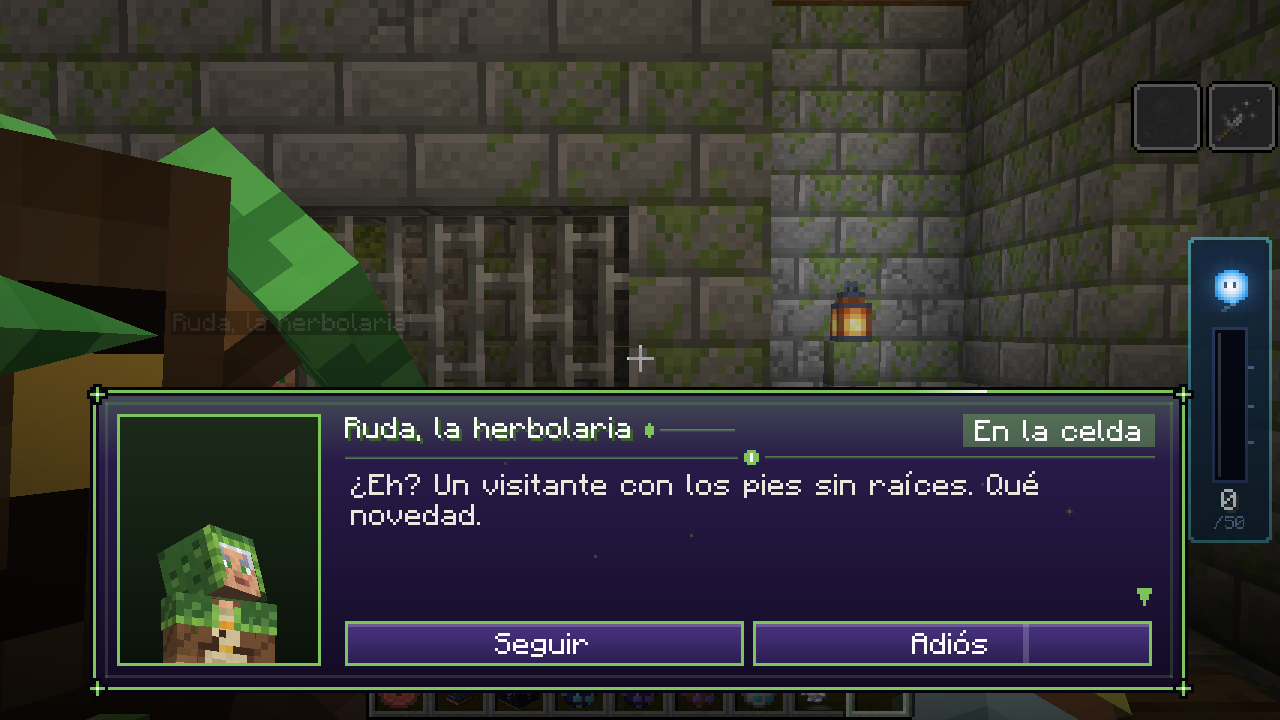 Ruda, la herbolaria
Ruda, la herbolaria
En la celda
¿Eh? Un visitante con los pies sin raíces. Qué
novedad.
0
/50
Seguir
Adiós